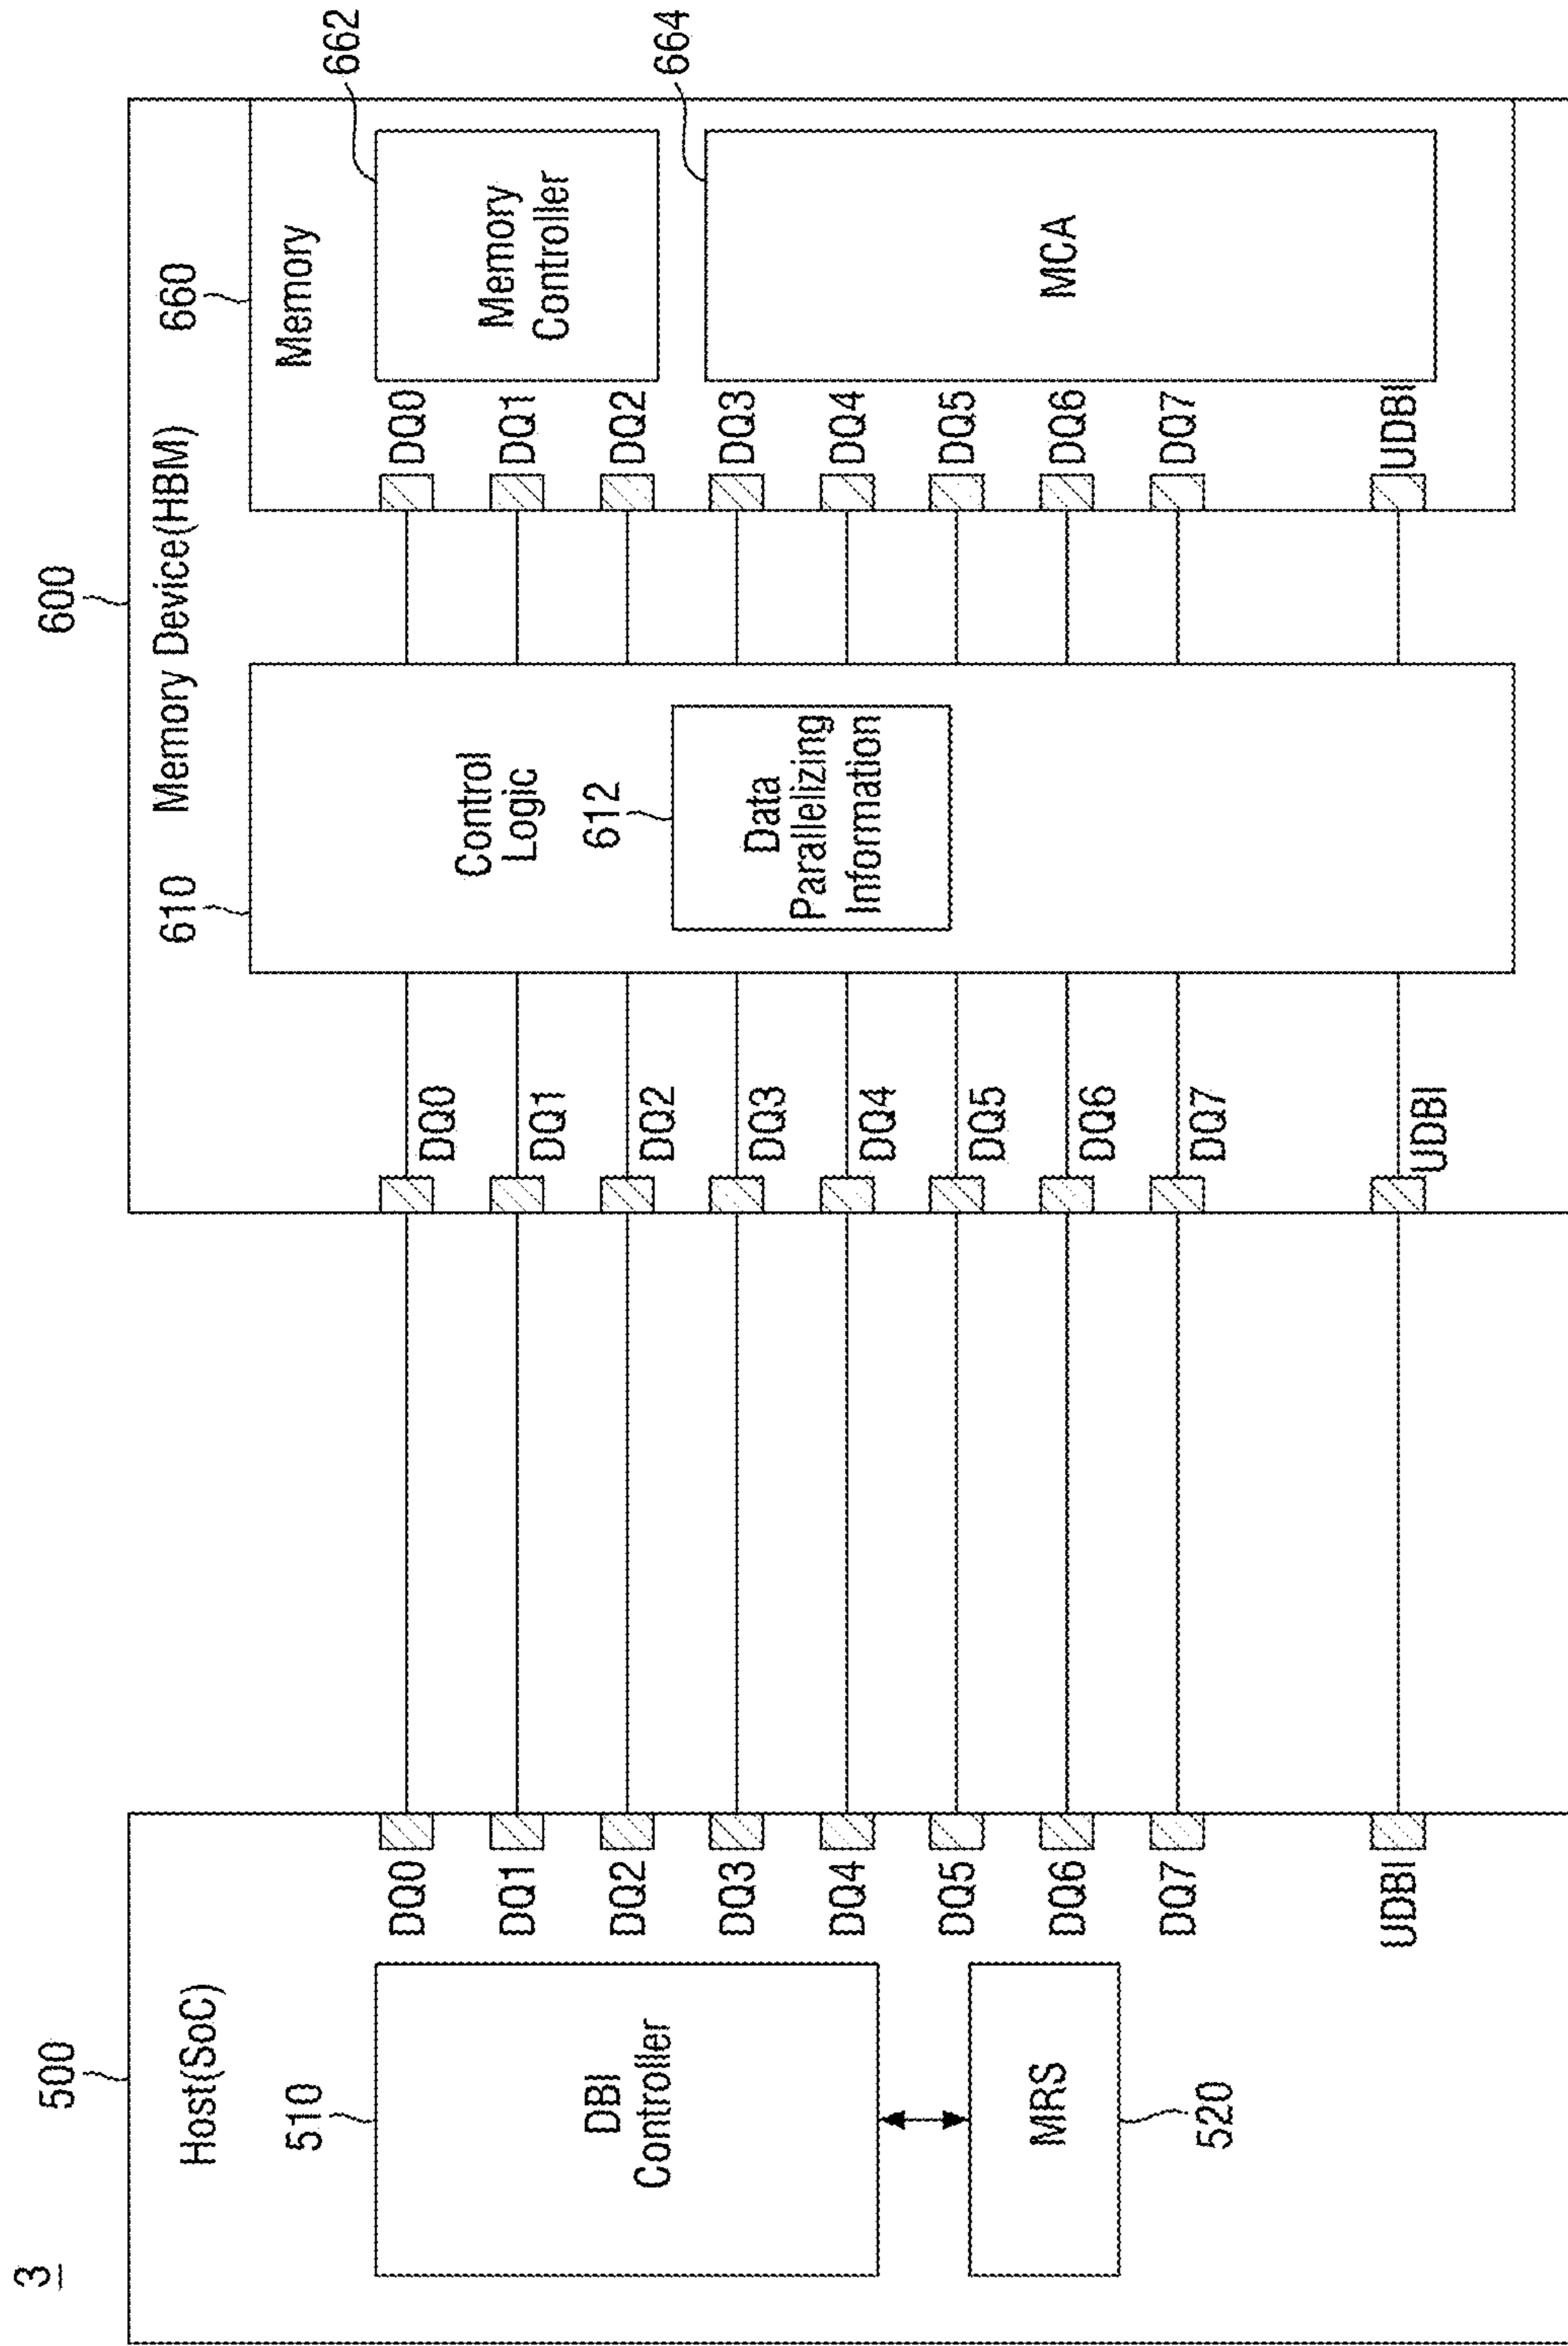 3
500
600
Host(SoC)
Memory Device(HBM)
510
610
660
DBI
Controller
Control
Logic
Memory
662
Memory
Controller
DQ0
DQ1
DQ2
DQ3
DQ4
DQ5
DQ6
DQ7
UDBI
DQ0
DQ1
DQ2
DQ3
DQ4
DQ5
DQ6
DQ7
UDBI
612
Data
Parallelizing
Information
DQ0
DQ1
DQ2
DQ3
DQ4
DQ5
DQ6
DQ7
UDBI
664
MCA
MRS
520